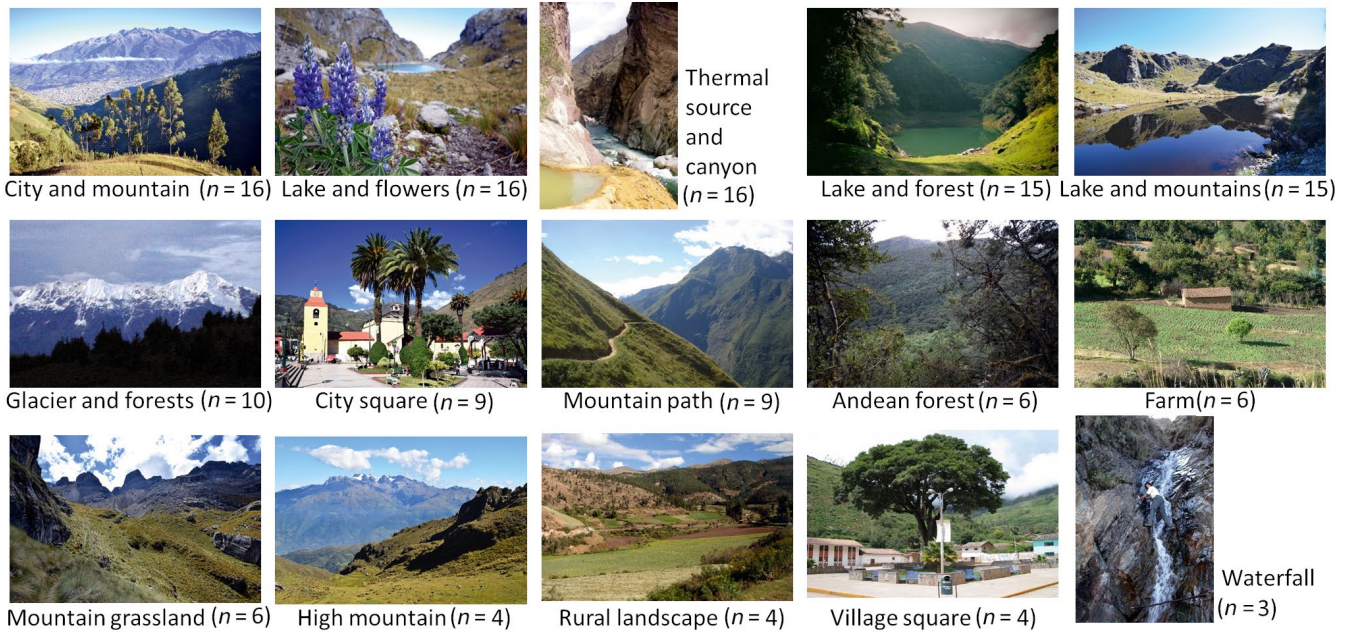 City and mountain (n = 16)
Lake and flowers (n = 16)
Thermal
source
and
canyon
(n = 16)
Lake and forest (n = 15)
Lake and mountains (n = 15)
Glacier and forests (n = 10)
City square (n = 9)
Mountain path (n = 9)
Andean forest (n = 6)
Farm(n = 6)
Mountain grassland (n = 6)
High mountain (n = 4)
Rural landscape (n = 4)
Village square (n = 4)
Waterfall
(n = 3)